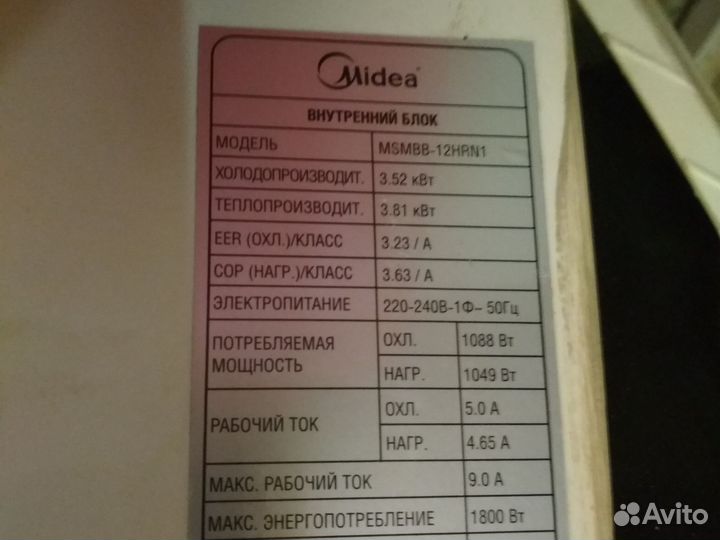 Midea
ВНУТРЕННИЙ БЛОК
МОДЕЛЬ MSMBB-12HRN1
ХОЛОДОПРОИЗВОДИТ. 3.52 кВт
ТЕПЛОПРОИЗВОДИТ. 3.81 кВт
EER (ОХЛ.)/КЛАСС 3.23 / A
COP (НАГР.)/КЛАСС 3.63/ A
ЭЛЕКТРОПИТАНИЕ 220-240В-1Ф~ 50Гц
ПОТРЕБЛЯЕМАЯ МОЩНОСТЬ ОХЛ. 1088 Вт
НАГР. 1049 Вт
РАБОЧИЙ ТОК ОХЛ. 5.0 А
НАГР. 4.65 А
МАКС. РАБОЧИЙ ТОК 9.0 А
МАКС. ЭНЕРГОПОТРЕБЛЕНИЕ 1800 Вт
Avito